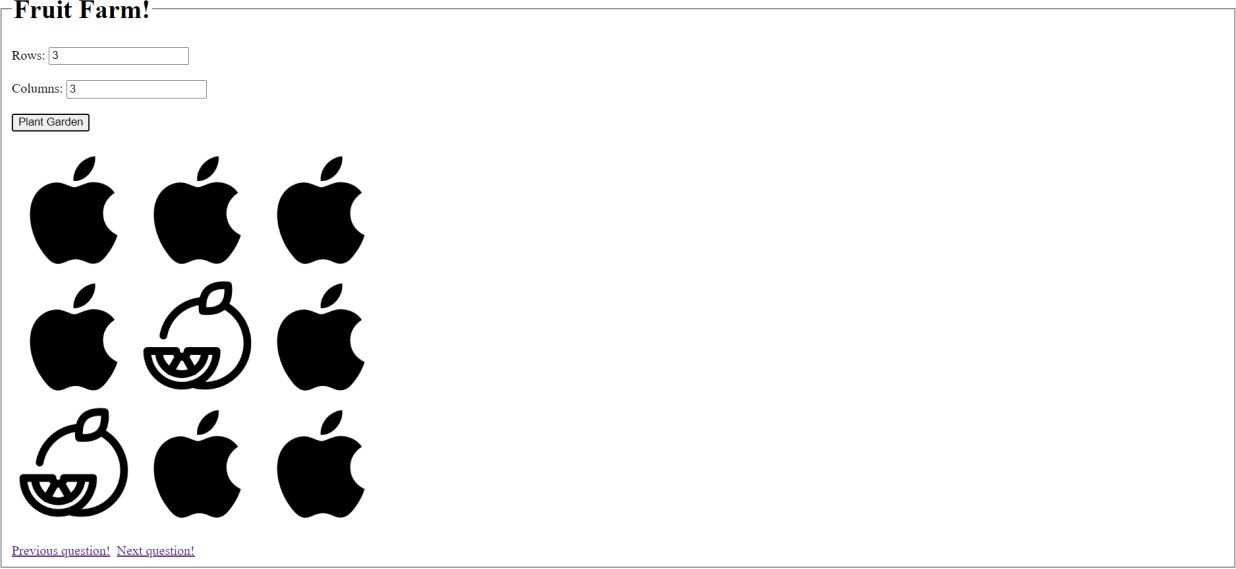 Fruit Farm!
Rows: 3
Columns: 3
Plant Garden
Previous question! Next question!